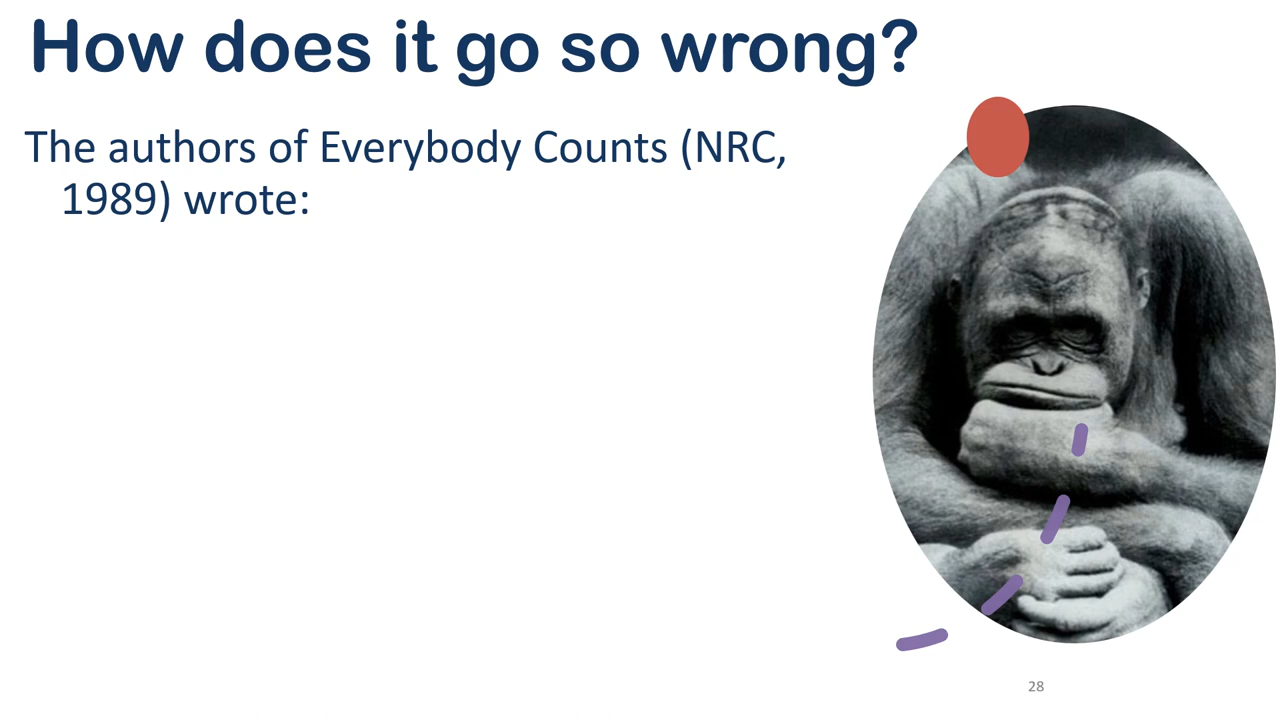 How does it go so wrong?
The authors of Everybody Counts (NRC,
1989) wrote:
28